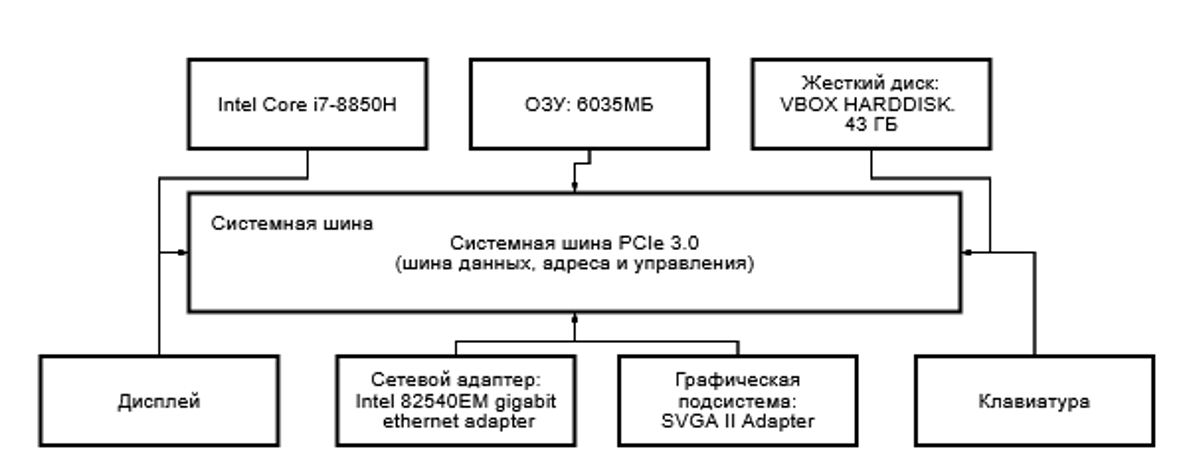 Intel Core i7-8850H
ОЗУ: 6035МБ
Жесткий диск:
VBOX HARDDISK.
43 ГБ
Системная шина
Системная шина PCIe 3.0
(шина данных, адреса и управления)
Дисплей
Сетевой адаптер:
Intel 82540EM gigabit
ethernet adapter
Графическая
подсистема:
SVGA II Adapter
Клавиатура